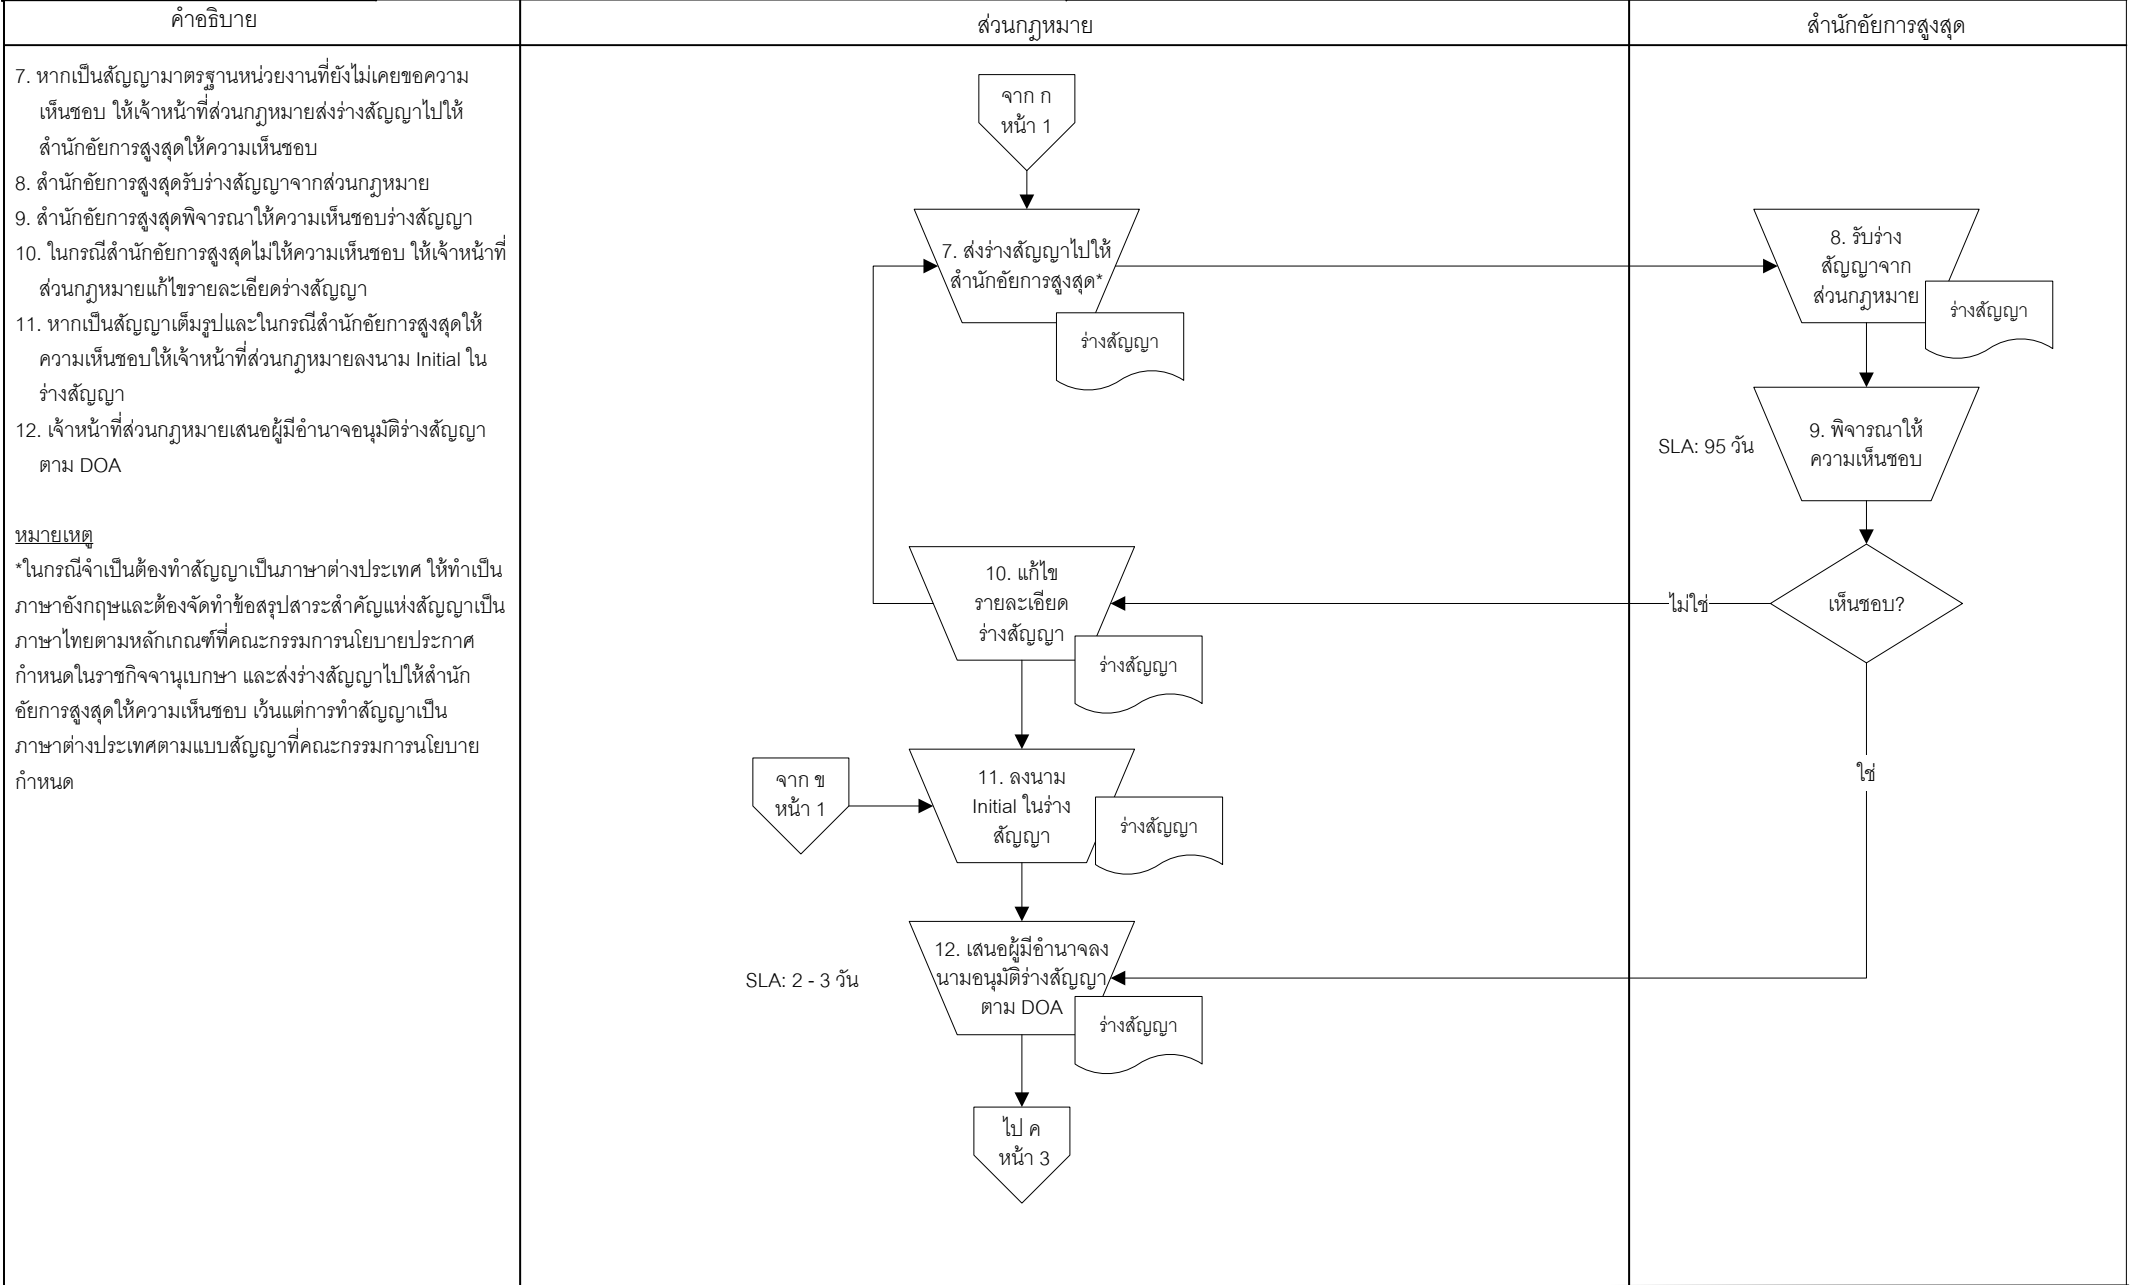 คำอธิบาย
ส่วนกฎหมาย
สำนักอัยการสูงสุด
7. หากเป็นสัญญามาตรฐานหน่วยงานที่ยังไม่เคยขอความ
เห็นชอบ ให้เจ้าหน้าที่ส่วนกฎหมายส่งร่างสัญญาไปให้
สำนักอัยการสูงสุดให้ความเห็นชอบ
8. สำนักอัยการสูงสุดรับร่างสัญญาจากส่วนกฎหมาย
9. สำนักอัยการสูงสุดพิจารณาให้ความเห็นชอบร่างสัญญา
10. ในกรณีสำนักอัยการสูงสุดไม่ให้ความเห็นชอบ ให้เจ้าหน้าที่
ส่วนกฎหมายแก้ไขรายละเอียดร่างสัญญา
11. หากเป็นสัญญาเต็มรูปและในกรณีสำนักอัยการสูงสุดให้
ความเห็นชอบให้เจ้าหน้าที่ส่วนกฎหมายลงนาม Initial ใน
ร่างสัญญา
12. เจ้าหน้าที่ส่วนกฎหมายเสนอผู้มีอำนาจอนุมัติร่างสัญญา
ตาม DOA
หมายเหตุ
*ในกรณีจำเป็นต้องทำสัญญาเป็นภาษาต่างประเทศ ให้ทำเป็น
ภาษาอังกฤษและต้องจัดทำข้อสรุปสาระสำคัญแห่งสัญญาเป็น
ภาษาไทยตามหลักเกณฑ์ที่คณะกรรมการนโยบายประกาศ
กำหนดในราชกิจจานุเบกษา และส่งร่างสัญญาไปให้สำนัก
อัยการสูงสุดให้ความเห็นชอบ เว้นแต่การทำสัญญาเป็น
ภาษาต่างประเทศตามแบบสัญญาที่คณะกรรมการนโยบาย
กำหนด
จาก ก
หน้า 1
7. ส่งร่างสัญญาไปให้
สำนักอัยการสูงสุด*
ร่างสัญญา
8. รับร่าง
สัญญาจาก
ส่วนกฎหมาย
ร่างสัญญา
SLA: 95 วัน
9. พิจารณาให้
ความเห็นชอบ
เห็นชอบ?
ไม่ใช่
ใช่
10. แก้ไข
รายละเอียด
ร่างสัญญา
ร่างสัญญา
จาก ข
หน้า 1
11. ลงนาม
Initial ในร่าง
สัญญา
ร่างสัญญา
SLA: 2 - 3 วัน
12. เสนอผู้มีอำนาจลง
นามอนุมัติร่างสัญญา
ตาม DOA
ร่างสัญญา
ไป ค
หน้า 3